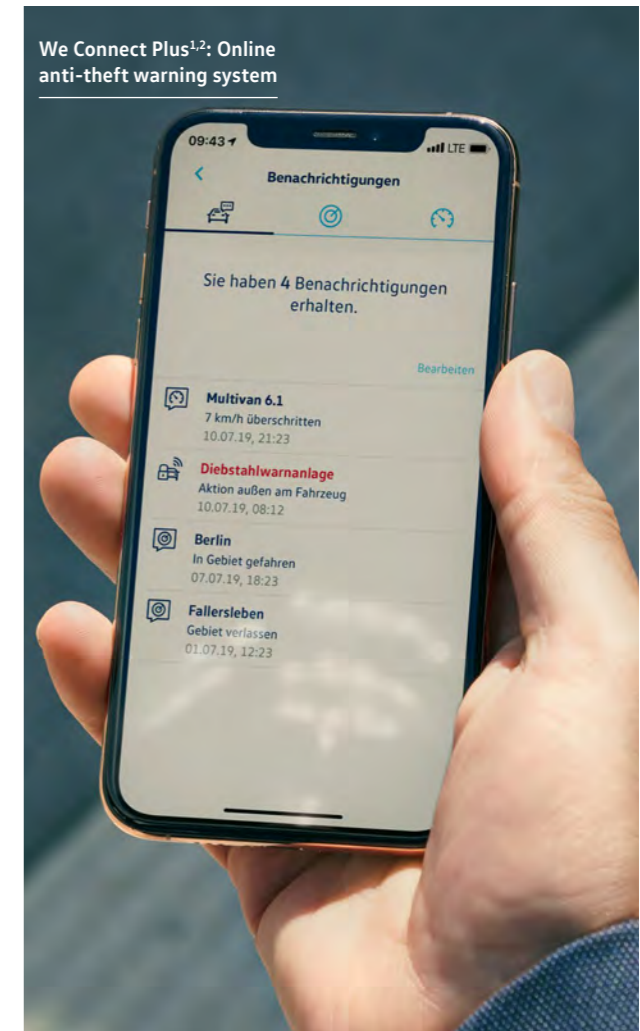 We Connect Plus¹,²: Online
anti-theft warning system
09:43
LTE
Benachrichtigungen
Sie haben 4 Benachrichtigungen
erhalten.
Bearbeiten
Multivan 6.1
7 km/h überschritten
10.07.19, 21:23
Diebstahlwarnanlage
Aktion außen am Fahrzeug
10.07.19, 08:12
Berlin
In Gebiet gefahren
07.07.19, 18:23
Fallersleben
Gebiet verlassen
01.07.19, 12:23